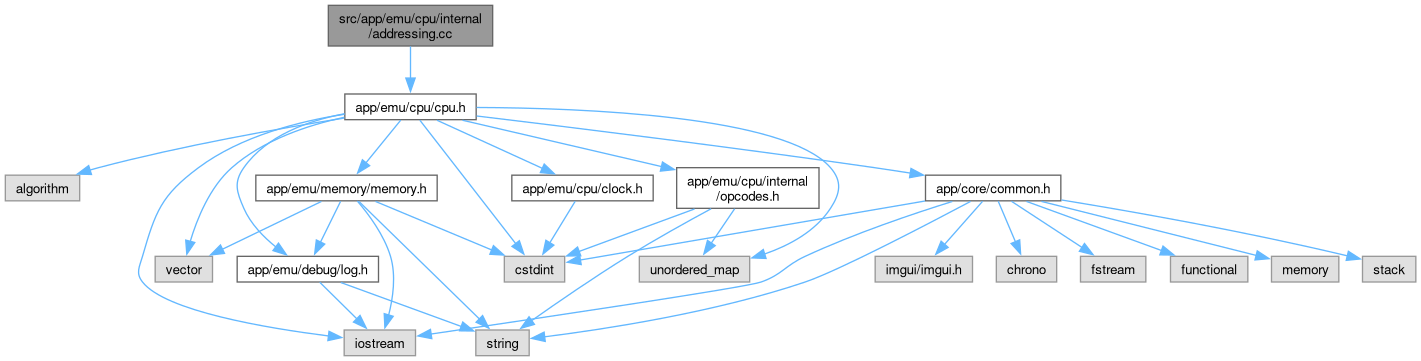 src/app/emu/cpu/internal
/addressing.cc
app/emu/cpu/cpu.h
algorithm
app/emu/memory/memory.h
app/emu/cpu/clock.h
app/emu/cpu/internal
/opcodes.h
app/core/common.h
vector
app/emu/debug/log.h
cstdint
unordered_map
imgui/imgui.h
chrono
fstream
functional
memory
stack
iostream
string